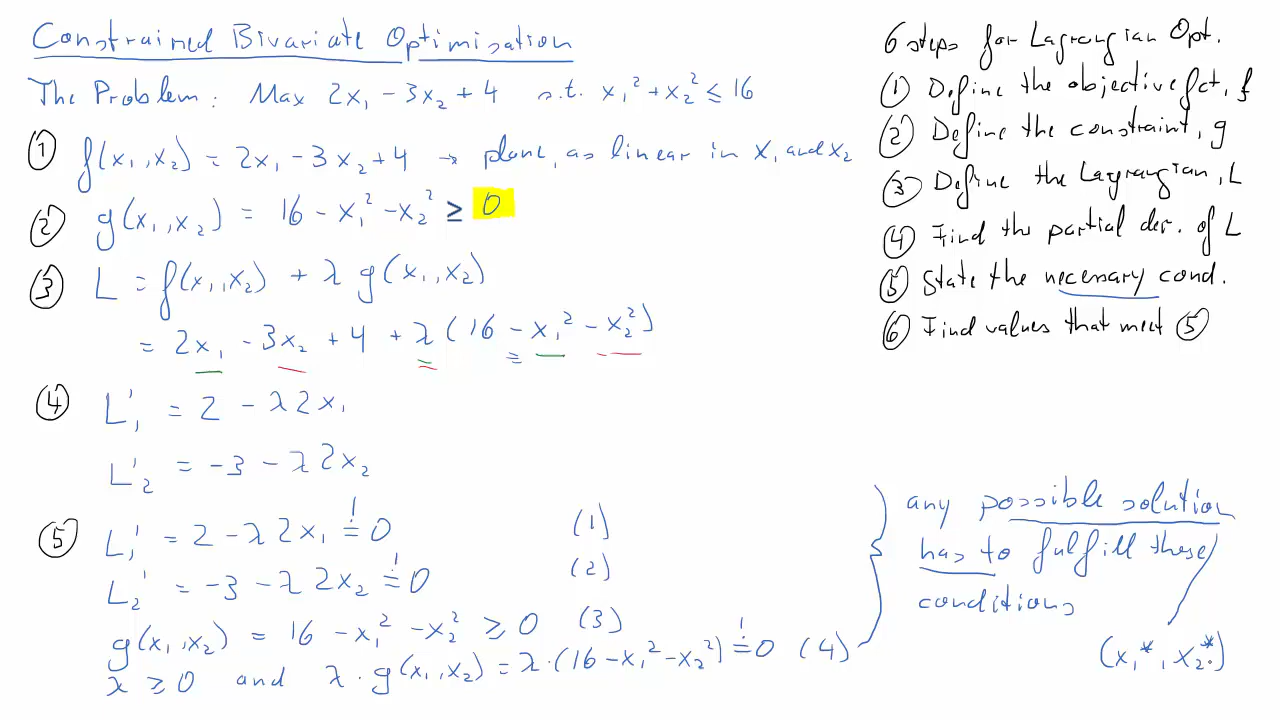 Constrained Bivariate Optimisation
The Problem: Max 2x₁ - 3x₂ + 4 s.t. x₁² + x₂² ≤ 16
① f(x₁, x₂) = 2x₁ - 3x₂ + 4 → plane, as linear in x₁ and x₂
② g(x₁, x₂) = 16 - x₁² - x₂² ≥ 0
③ L = f(x₁, x₂) + λ g(x₁, x₂)
= 2x₁ - 3x₂ + 4 + λ (16 - x₁² - x₂²)
④ L'₁ = 2 - λ2x₁
L'₂ = -3 - λ2x₂
⑤ L'₁ = 2 - λ2x₁ =! 0 (1)
L'₂ = -3 - λ2x₂ =! 0 (2)
g(x₁, x₂) = 16 - x₁² - x₂² ≥ 0 (3)
λ ≥ 0 and λ · g(x₁, x₂) = λ · (16 - x₁² - x₂²) =! 0 (4)
6 steps for Lagrangian Opt.
① Define the objective fct, f
② Define the constraint, g
③ Define the Lagrangian, L
④ Find the partial der. of L
⑤ State the necessary cond.
⑥ Find values that meet ⑤
any possible solution
has to fulfill these
conditions
(x₁*, x₂*)